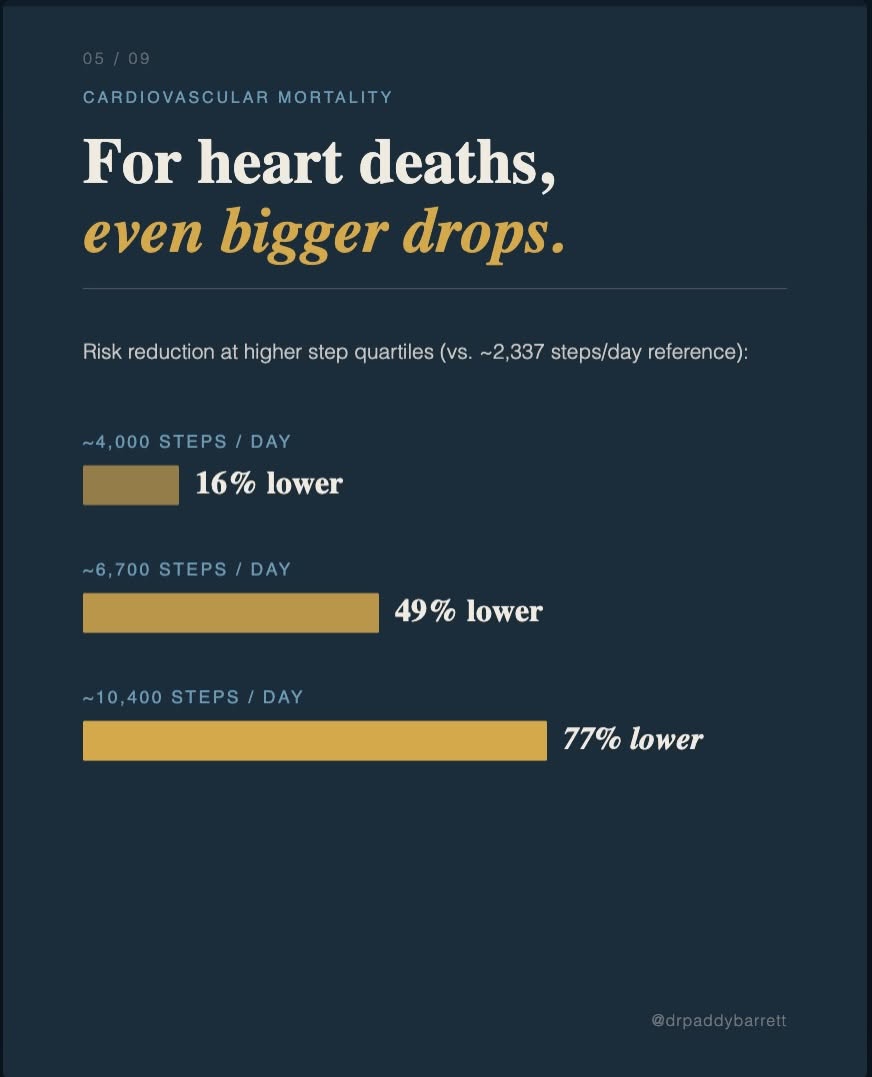 05 / 09
CARDIOVASCULAR MORTALITY
For heart deaths,
even bigger drops.
Risk reduction at higher step quartiles (vs. ~2,337 steps/day reference):
~4,000 STEPS / DAY
16% lower
~6,700 STEPS / DAY
49% lower
~10,400 STEPS / DAY
77% lower
@drpaddybarrett